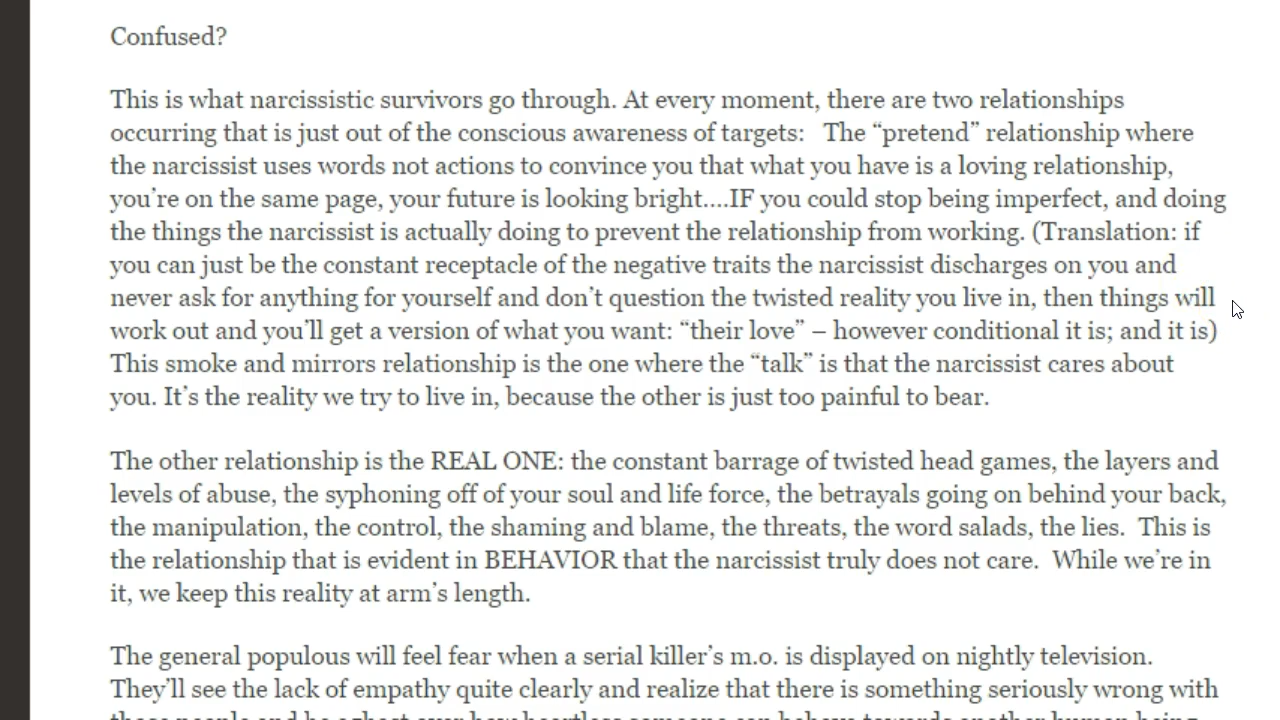 Confused?
This is what narcissistic survivors go through. At every moment, there are two relationships
occurring that is just out of the conscious awareness of targets:   The “pretend” relationship where
the narcissist uses words not actions to convince you that what you have is a loving relationship,
you’re on the same page, your future is looking bright….IF you could stop being imperfect, and doing
the things the narcissist is actually doing to prevent the relationship from working. (Translation: if
you can just be the constant receptacle of the negative traits the narcissist discharges on you and
never ask for anything for yourself and don’t question the twisted reality you live in, then things will
work out and you’ll get a version of what you want: “their love” – however conditional it is; and it is)
This smoke and mirrors relationship is the one where the “talk” is that the narcissist cares about
you. It’s the reality we try to live in, because the other is just too painful to bear.
The other relationship is the REAL ONE: the constant barrage of twisted head games, the layers and
levels of abuse, the syphoning off of your soul and life force, the betrayals going on behind your back,
the manipulation, the control, the shaming and blame, the threats, the word salads, the lies.  This is
the relationship that is evident in BEHAVIOR that the narcissist truly does not care.  While we’re in
it, we keep this reality at arm’s length.
The general populous will feel fear when a serial killer’s m.o. is displayed on nightly television.
They’ll see the lack of empathy quite clearly and realize that there is something seriously wrong with